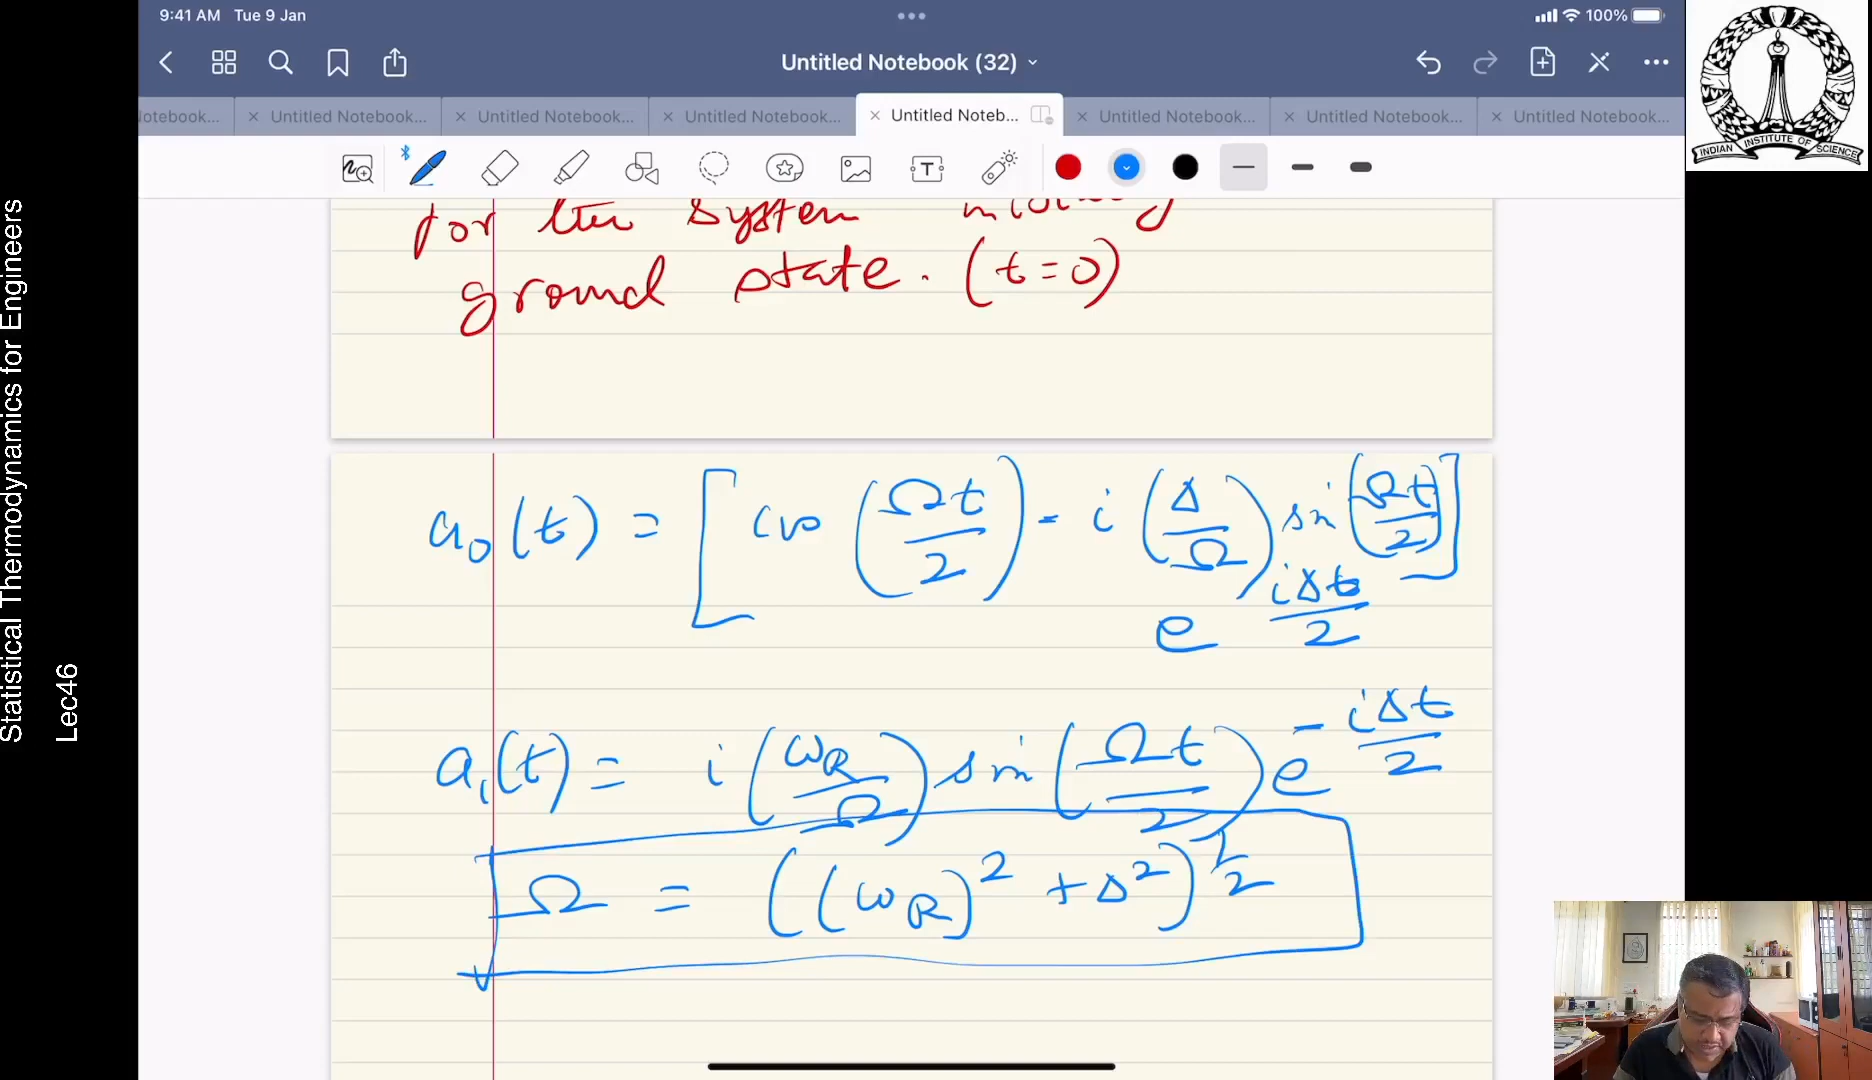 9:41 AM Tue 9 Jan
100%
Untitled Notebook (32)
otebook...
Untitled Notebook...
Untitled Notebook...
Untitled Notebook...
Untitled Noteb...
Untitled Notebook...
Untitled Notebook...
Untitled Notebook...
INDIAN INSTITUTE OF SCIENCE
Statistical Thermodynamics for Engineers
Lec46
for the system
ground state. (t=0)
a₀(t) = [cos (Ωt/2) - i (Δ/Ω) sin (Ωt/2)] e^{iΔt/2}
a₁(t) = i (ω_R/Ω) sin (Ωt/2) e^{-iΔt/2}
Ω = ((ω_R)² + Δ²)^{1/2}